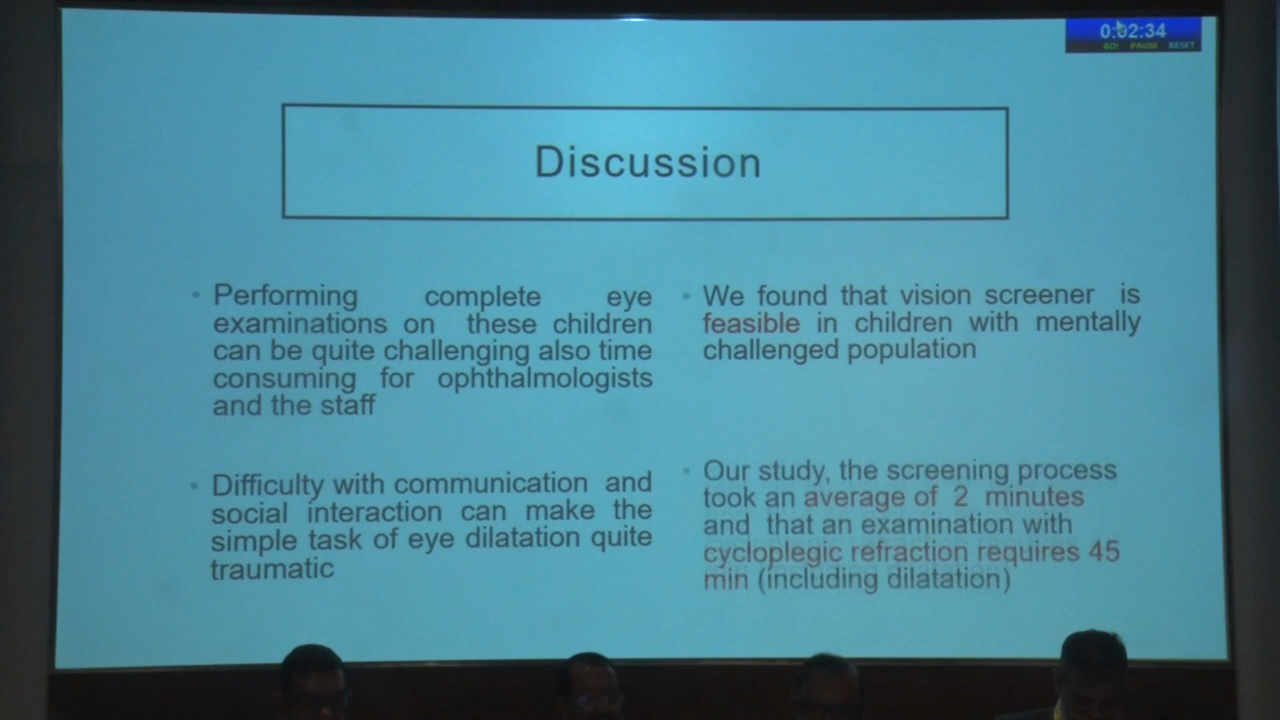 0:02:34
GO! PAUSE RESET
Discussion
• Performing complete eye
examinations on these children
can be quite challenging also time
consuming for ophthalmologists
and the staff
• Difficulty with communication and
social interaction can make the
simple task of eye dilatation quite
traumatic
• We found that vision screener is
feasible in children with mentally
challenged population
• Our study, the screening process
took an average of 2 minutes
and that an examination with
cycloplegic refraction requires 45
min (including dilatation)